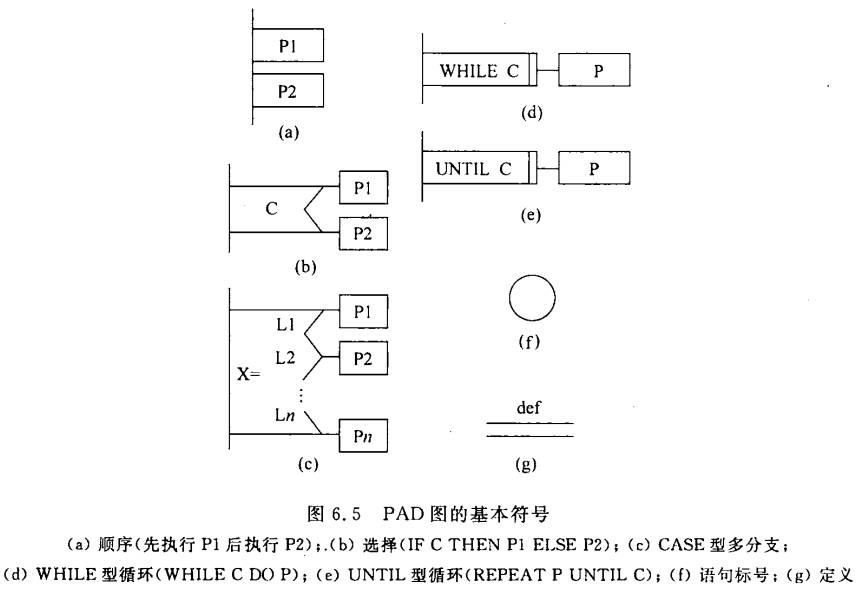 P1
P2
(a)
C
P1
P2
(b)
X=
L1
L2
⋮
Ln
P1
P2
Pn
(c)
WHILE C
P
(d)
UNTIL C
P
(e)
(f)
def
(g)
图 6.5 PAD 图的基本符号
(a) 顺序(先执行 P1 后执行 P2);.(b) 选择(IF C THEN P1 ELSE P2); (c) CASE 型多分支;
(d) WHILE 型循环(WHILE C DO P); (e) UNTIL 型循环(REPEAT P UNTIL C); (f) 语句标号; (g) 定义